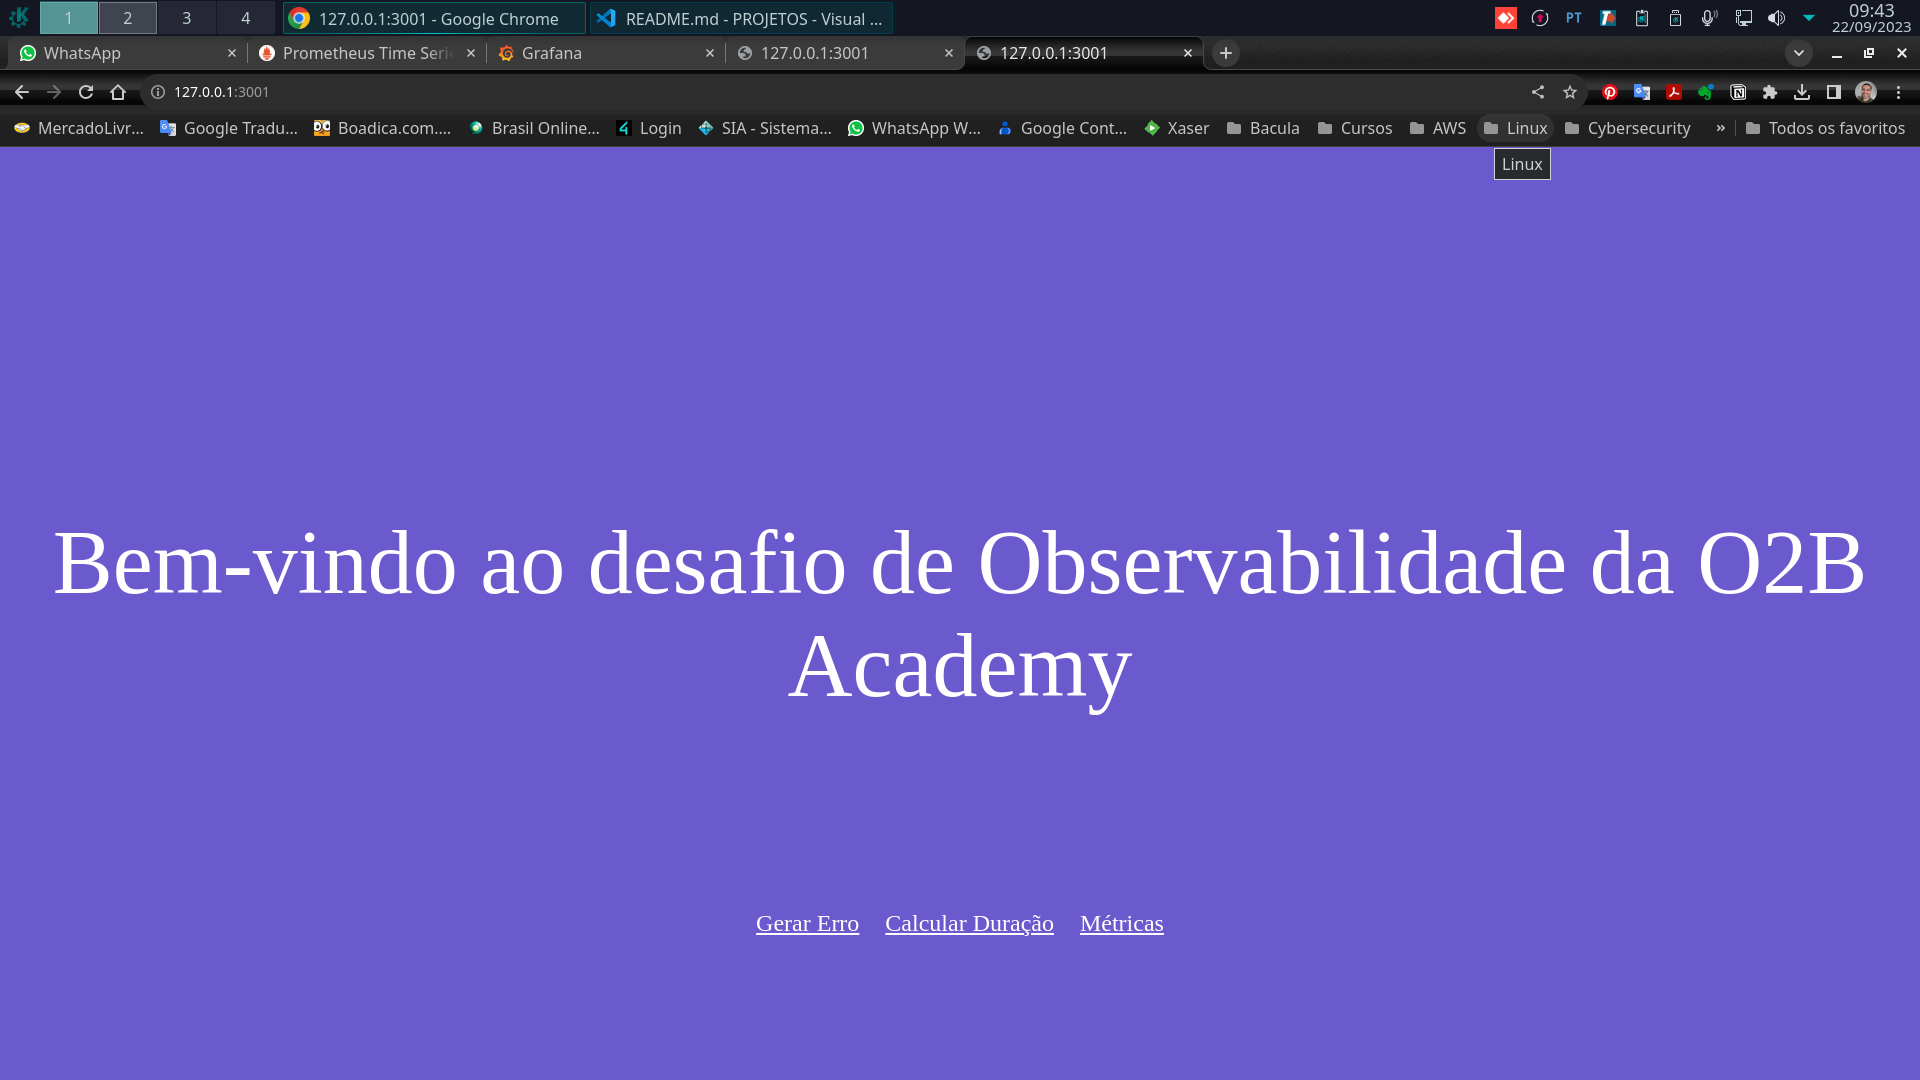 1 2 3 4 127.0.0.1:3001 - Google Chrome README.md - PROJETOS - Visual ... PT 09:43
22/09/2023
WhatsApp Prometheus Time Serie Grafana 127.0.0.1:3001 127.0.0.1:3001
127.0.0.1:3001
MercadoLivr... Google Tradu... Boadica.com.... Brasil Online... Login SIA - Sistema... WhatsApp W... Google Cont... Xaser Bacula Cursos AWS Linux Cybersecurity » Todos os favoritos
Linux
Bem-vindo ao desafio de Observabilidade da O2B
Academy
Gerar Erro Calcular Duração Métricas